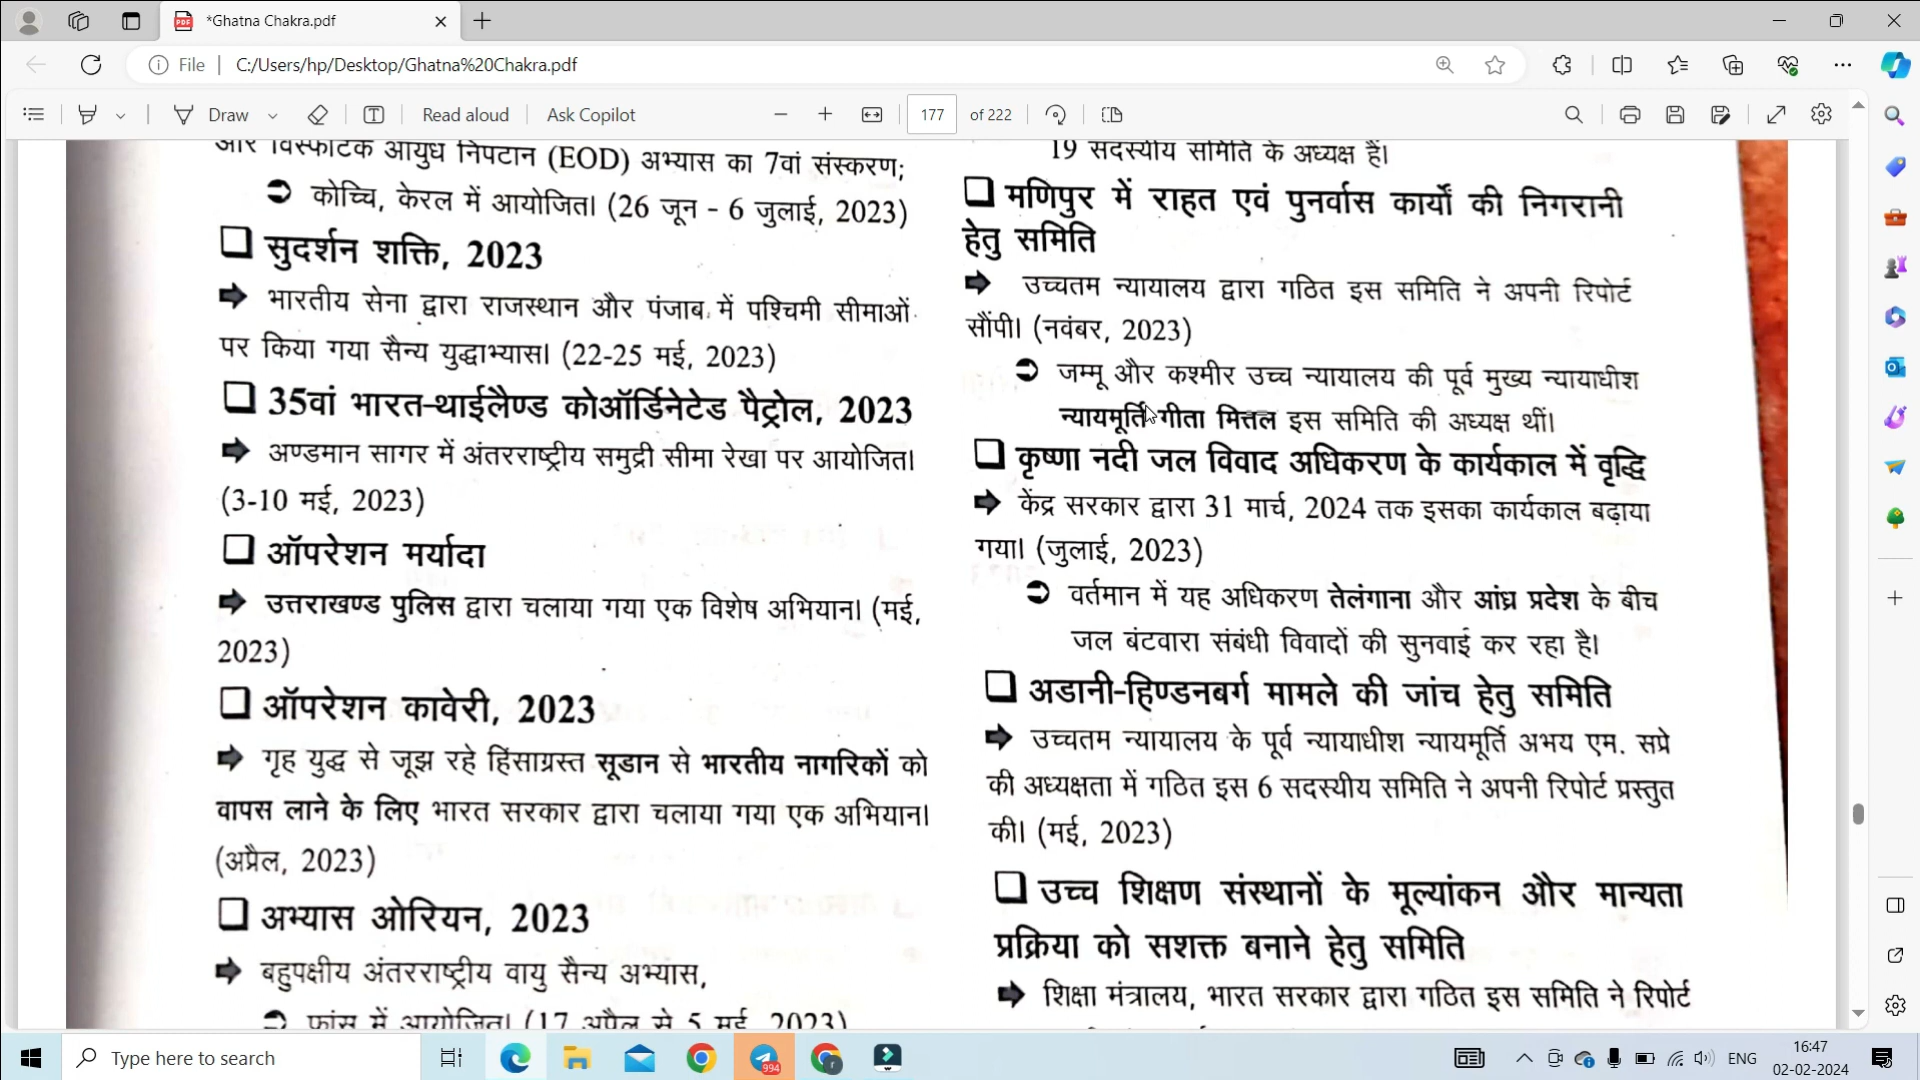 *Ghatna Chakra.pdf
File
C:/Users/hp/Desktop/Ghatna%20Chakra.pdf
Draw
Read aloud
Ask Copilot
177
of 222
और विस्फोटक आयुध निपटान (EOD) अभ्यास का 7वां संस्करण;
कोच्चि, केरल में आयोजित। (26 जून - 6 जुलाई, 2023)
सुदर्शन शक्ति, 2023
भारतीय सेना द्वारा राजस्थान और पंजाब में पश्चिमी सीमाओं
पर किया गया सैन्य युद्धाभ्यास। (22-25 मई, 2023)
35वां भारत-थाईलैण्ड कोऑर्डिनेटेड पैट्रोल, 2023
अण्डमान सागर में अंतरराष्ट्रीय समुद्री सीमा रेखा पर आयोजित।
(3-10 मई, 2023)
ऑपरेशन मर्यादा
उत्तराखण्ड पुलिस द्वारा चलाया गया एक विशेष अभियान। (मई,
2023)
ऑपरेशन कावेरी, 2023
गृह युद्ध से जूझ रहे हिंसाग्रस्त सूडान से भारतीय नागरिकों को
वापस लाने के लिए भारत सरकार द्वारा चलाया गया एक अभियान।
(अप्रैल, 2023)
अभ्यास ओरियन, 2023
बहुपक्षीय अंतरराष्ट्रीय वायु सैन्य अभ्यास,
फ्रांस में आयोजित। (17 अप्रैल से 5 मई, 2023)
19 सदस्यीय समिति के अध्यक्ष हैं।
मणिपुर में राहत एवं पुनर्वास कार्यों की निगरानी
हेतु समिति
उच्चतम न्यायालय द्वारा गठित इस समिति ने अपनी रिपोर्ट
सौंपी। (नवंबर, 2023)
जम्मू और कश्मीर उच्च न्यायालय की पूर्व मुख्य न्यायाधीश
न्यायमूर्ति गीता मित्तल इस समिति की अध्यक्ष थीं।
कृष्णा नदी जल विवाद अधिकरण के कार्यकाल में वृद्धि
केंद्र सरकार द्वारा 31 मार्च, 2024 तक इसका कार्यकाल बढ़ाया
गया। (जुलाई, 2023)
वर्तमान में यह अधिकरण तेलंगाना और आंध्र प्रदेश के बीच
जल बंटवारा संबंधी विवादों की सुनवाई कर रहा है।
अडानी-हिण्डनबर्ग मामले की जांच हेतु समिति
उच्चतम न्यायालय के पूर्व न्यायाधीश न्यायमूर्ति अभय एम. सप्रे
की अध्यक्षता में गठित इस 6 सदस्यीय समिति ने अपनी रिपोर्ट प्रस्तुत
की। (मई, 2023)
उच्च शिक्षण संस्थानों के मूल्यांकन और मान्यता
प्रक्रिया को सशक्त बनाने हेतु समिति
शिक्षा मंत्रालय, भारत सरकार द्वारा गठित इस समिति ने रिपोर्ट
Type here to search
994
ENG
16:47
02-02-2024